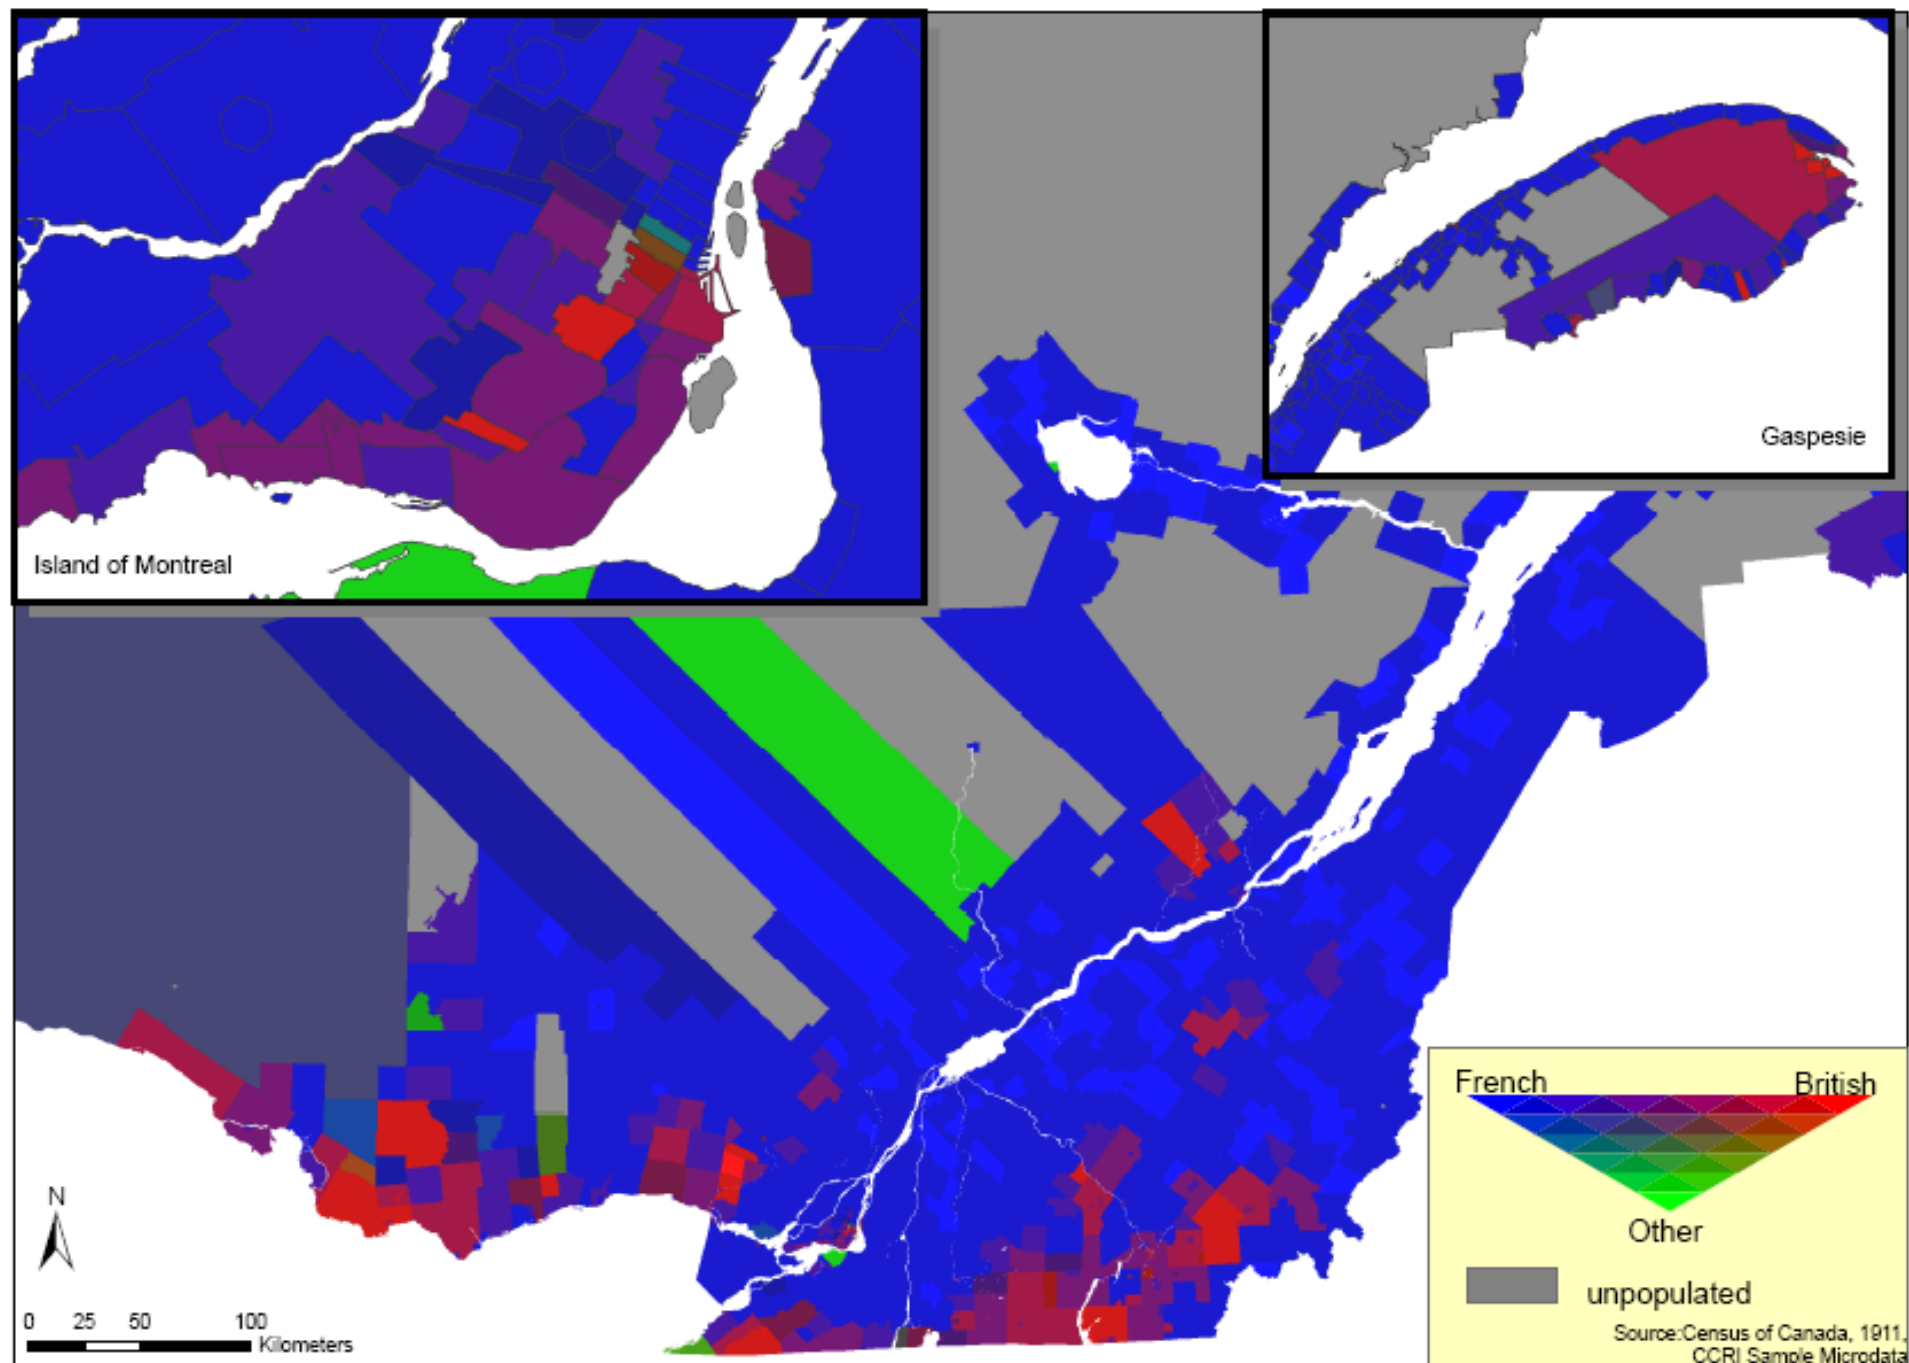 Island of Montreal
Gaspesie
N
0 25 50 100
Kilometers
French British
Other
unpopulated
Source:Census of Canada, 1911,
CCRI Sample Microdata